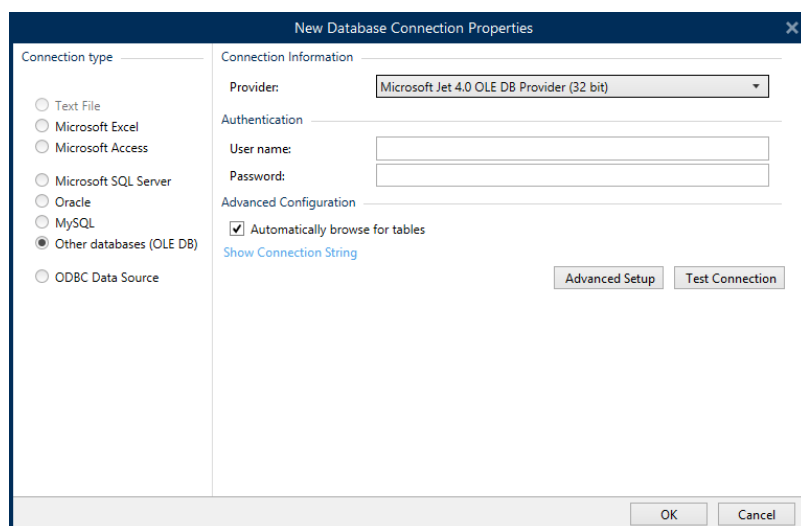 New Database Connection Properties
Connection type
Text File
Microsoft Excel
Microsoft Access
Microsoft SQL Server
Oracle
MySQL
Other databases (OLE DB)
ODBC Data Source
Connection Information
Provider: Microsoft Jet 4.0 OLE DB Provider (32 bit)
Authentication
User name:
Password:
Advanced Configuration
Automatically browse for tables
Show Connection String
Advanced Setup Test Connection
OK Cancel